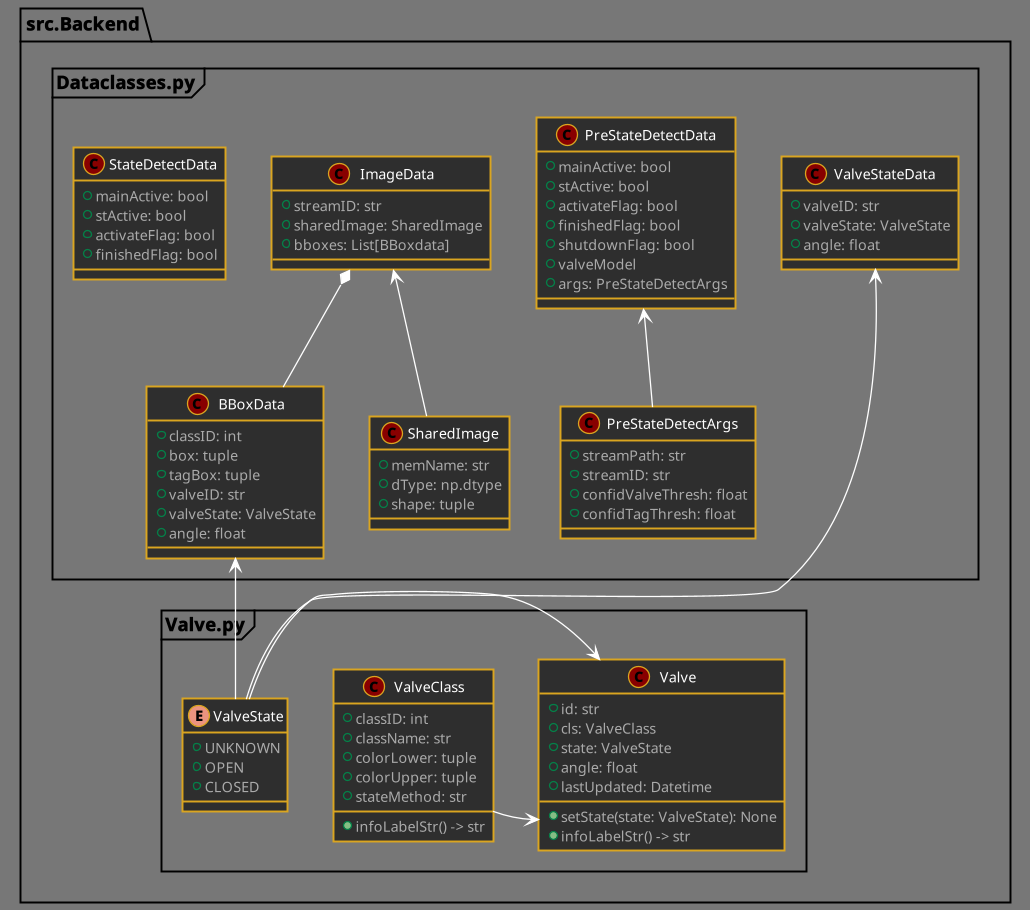 src.Backend
Dataclasses.py
C StateDetectData
mainActive: bool
stActive: bool
activateFlag: bool
finishedFlag: bool
C ImageData
streamID: str
sharedImage: SharedImage
bboxes: List[BBoxdata]
C PreStateDetectData
mainActive: bool
stActive: bool
activateFlag: bool
finishedFlag: bool
shutdownFlag: bool
valveModel
args: PreStateDetectArgs
C ValveStateData
valveID: str
valveState: ValveState
angle: float
C BBoxData
classID: int
box: tuple
tagBox: tuple
valveID: str
valveState: ValveState
angle: float
C SharedImage
memName: str
dType: np.dtype
shape: tuple
C PreStateDetectArgs
streamPath: str
streamID: str
confidValveThresh: float
confidTagThresh: float
Valve.py
E ValveState
UNKNOWN
OPEN
CLOSED
C ValveClass
classID: int
className: str
colorLower: tuple
colorUpper: tuple
stateMethod: str
infoLabelStr() -> str
C Valve
id: str
cls: ValveClass
state: ValveState
angle: float
lastUpdated: Datetime
setState(state: ValveState): None
infoLabelStr() -> str